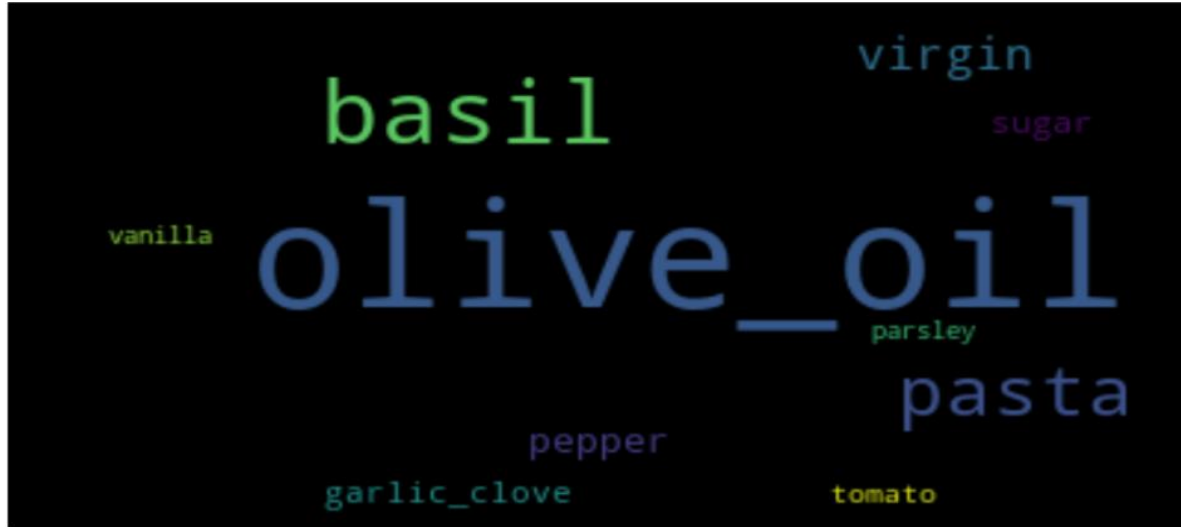 virgin
basil
sugar
vanilla
olive_oil
parsley
pasta
pepper
garlic_clove
tomato